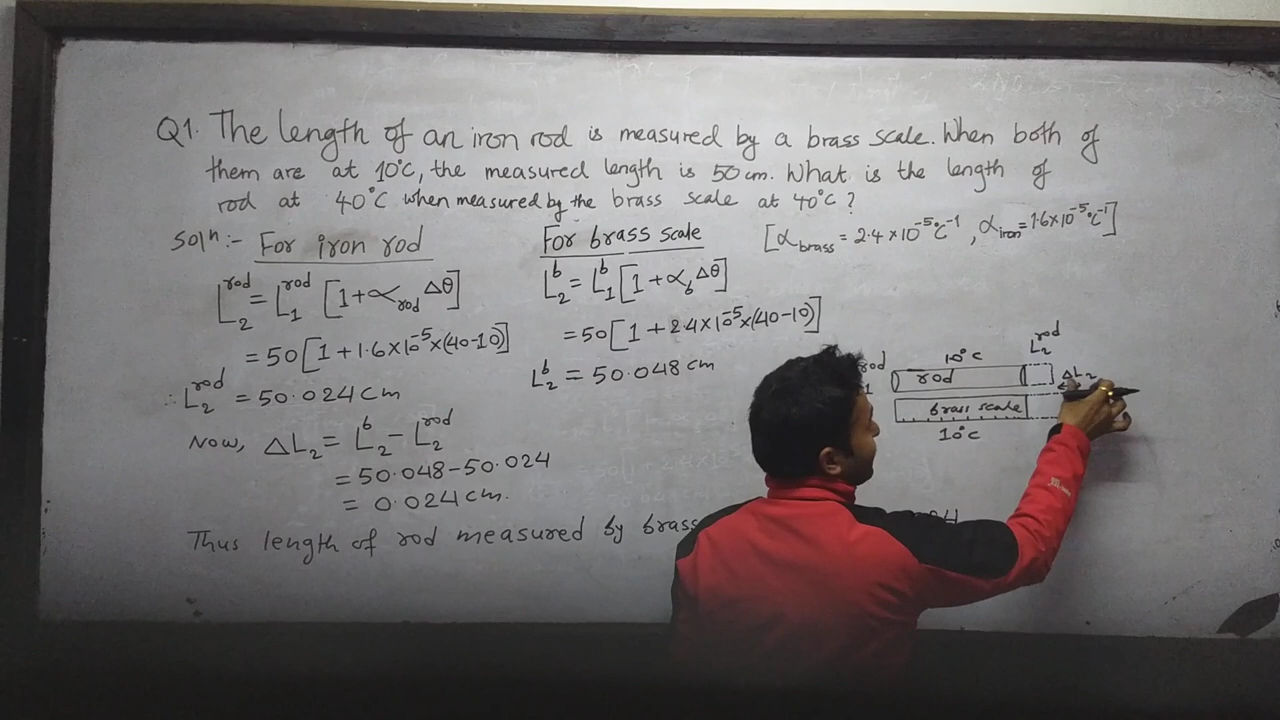 Q1. The length of an iron rod is measured by a brass scale. When both of
them are at 10°C, the measured length is 50 cm. What is the length of
rod at 40°C when measured by the brass scale at 40°C?
[α brass = 2.4×10⁻⁵°C⁻¹, α iron = 1.6×10⁻⁵°C⁻¹]
Solⁿ:- For iron rod
L₂^rod = L₁^rod [1+α_rod Δθ]
= 50[1+1.6×10⁻⁵×(40-10)]
∴ L₂^rod = 50.024 cm
For brass scale
L₂^b = L₁^b [1+α_b Δθ]
= 50[1+2.4×10⁻⁵×(40-10)]
L₂^b = 50.048 cm
Now, ΔL₂ = L₂^b - L₂^rod
= 50.048-50.024
= 0.024 cm.
Thus length of rod measured by brass
rod
1
10°C
L₂^rod
rod
ΔL₂
brass scale
10°C